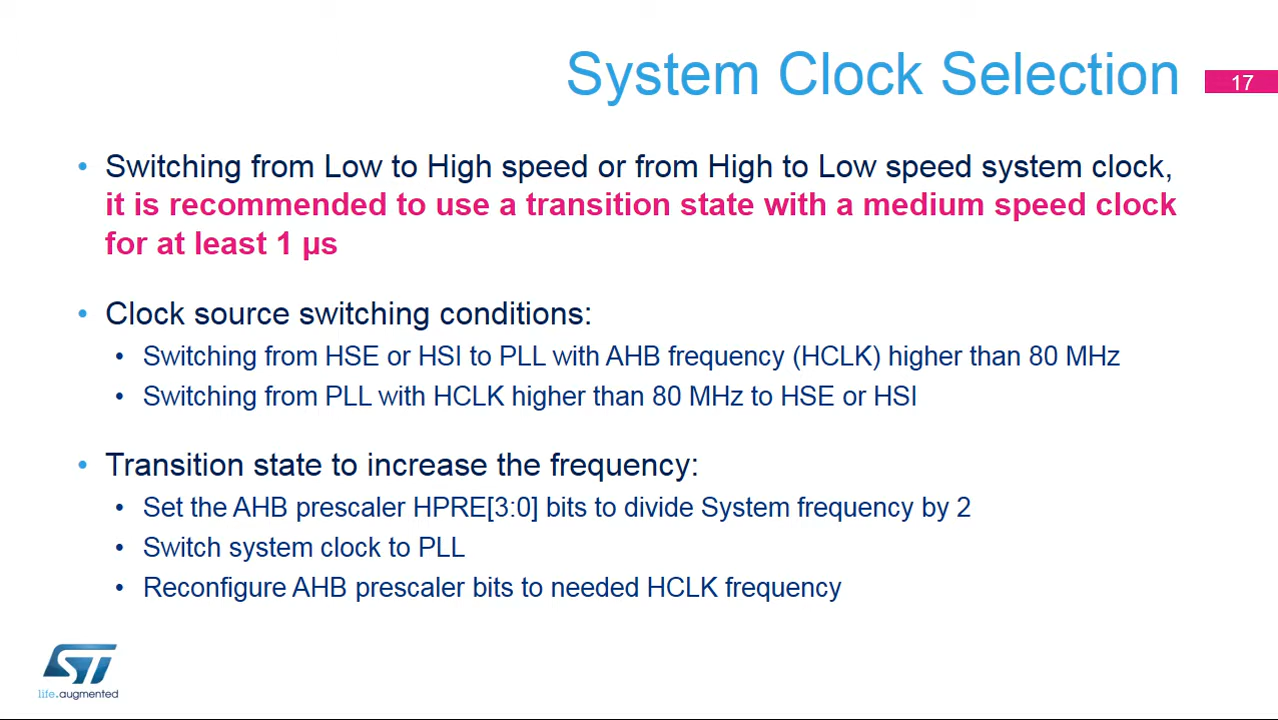 System Clock Selection
17
• Switching from Low to High speed or from High to Low speed system clock,
it is recommended to use a transition state with a medium speed clock
for at least 1 µs
• Clock source switching conditions:
• Switching from HSE or HSI to PLL with AHB frequency (HCLK) higher than 80 MHz
• Switching from PLL with HCLK higher than 80 MHz to HSE or HSI
• Transition state to increase the frequency:
• Set the AHB prescaler HPRE[3:0] bits to divide System frequency by 2
• Switch system clock to PLL
• Reconfigure AHB prescaler bits to needed HCLK frequency
ST
life.augmented